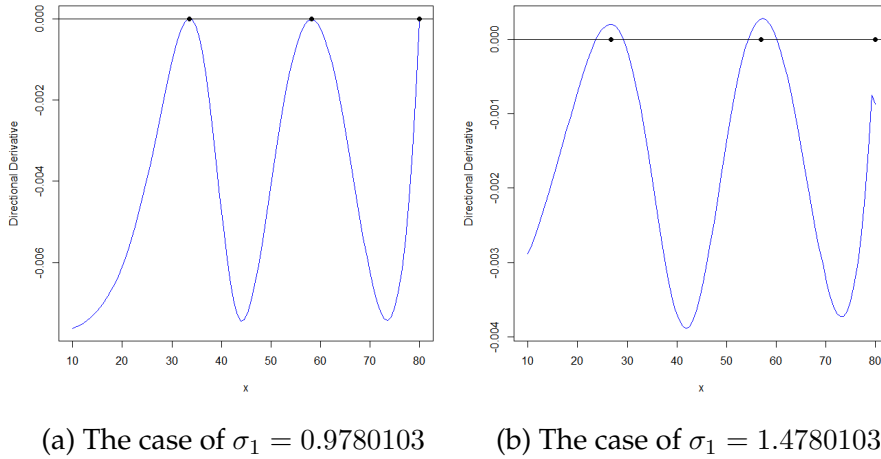 0.000
-0.002
-0.004
-0.006
Directional Derivative
10 20 30 40 50 60 70 80
x
0.000
-0.001
-0.002
-0.003
-0.004
Directional Derivative
10 20 30 40 50 60 70 80
x
(a) The case of σ₁ = 0.9780103
(b) The case of σ₁ = 1.4780103